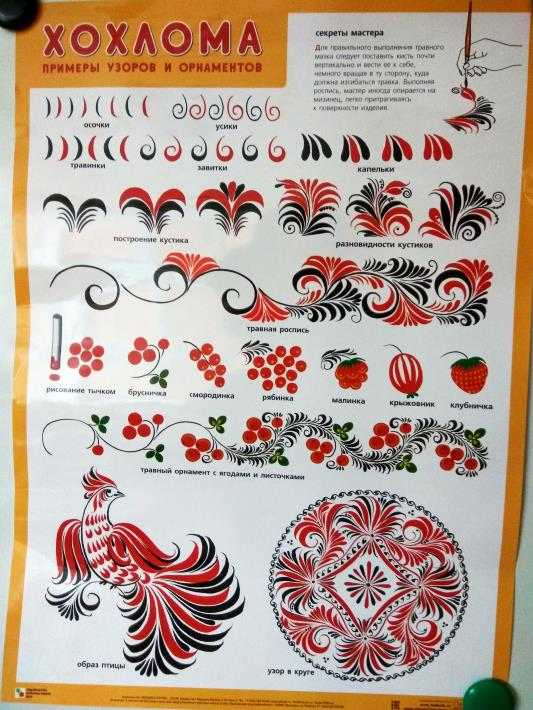 ХОХЛОМА
ПРИМЕРЫ УЗОРОВ И ОРНАМЕНТОВ
секреты мастера
Для правильного выполнения травного
мазка следует поставить кисть почти
вертикально и вести ее к себе,
немного вращая в ту сторону, куда
должна изгибаться травка. Выполняя
роспись, мастер иногда опирается на
мизинец, легко притрагиваясь
к поверхности изделия.
осочки
усики
травинки
завитки
капельки
построение кустика
разновидности кустиков
травная роспись
рисование тычком
брусничка
смородинка
рябинка
малинка
крыжовник
клубничка
травный орнамент с ягодами и листочками
образ птицы
узор в круге